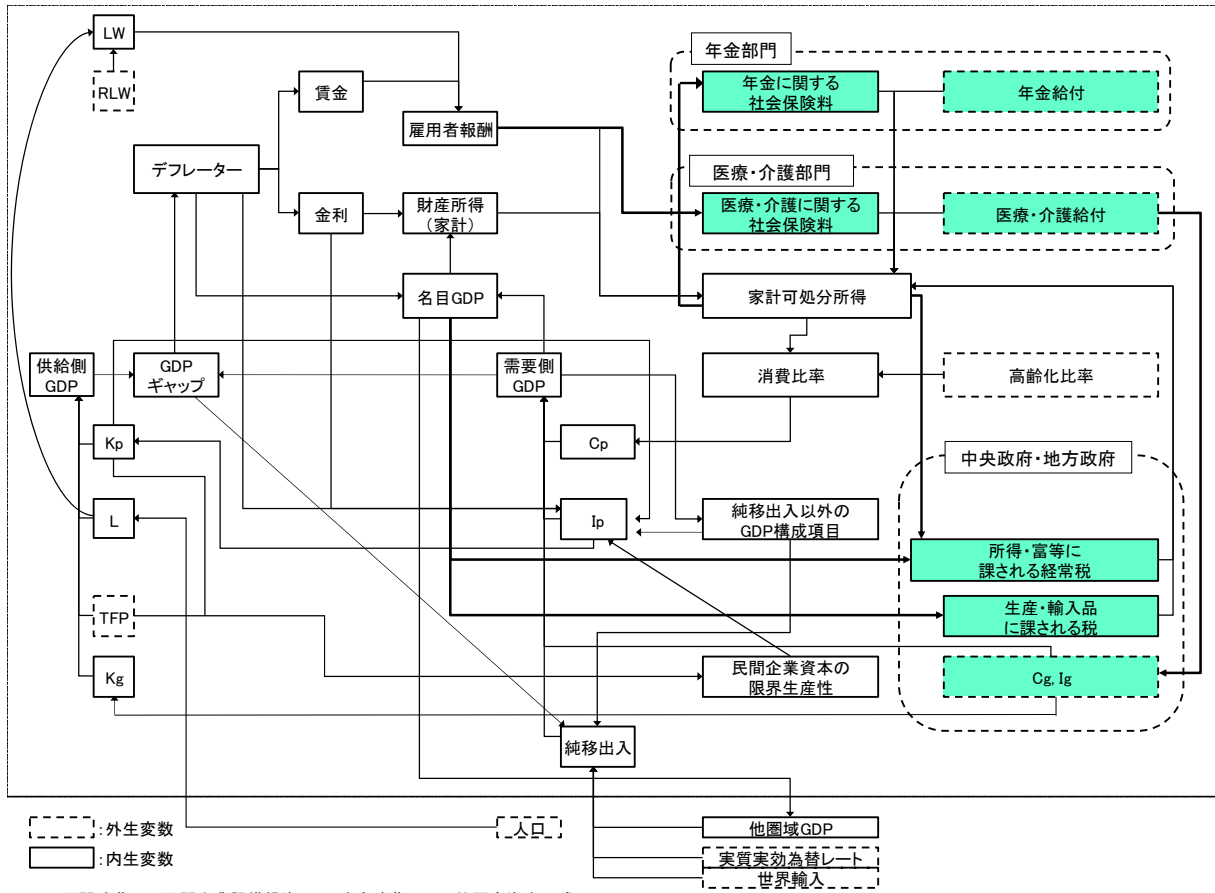 LW
年金部門
RLW
賃金
年金に関する
社会保険料
年金給付
雇用者報酬
デフレーター
医療・介護部門
金利
財産所得
(家計)
医療・介護に関する
社会保険料
医療・介護給付
名目GDP
家計可処分所得
供給側
GDP
GDP
ギャップ
需要側
GDP
消費比率
高齢化比率
Kp
Cp
中央政府・地方政府
L
Ip
純移出入以外の
GDP構成項目
所得・富等に
課される経常税
TFP
生産・輸入品
に課される税
Kg
民間企業資本の
限界生産性
Cg, Ig
純移出入
:外生変数
人口
他圏域GDP
:内生変数
実質実効為替レート
世界輸入